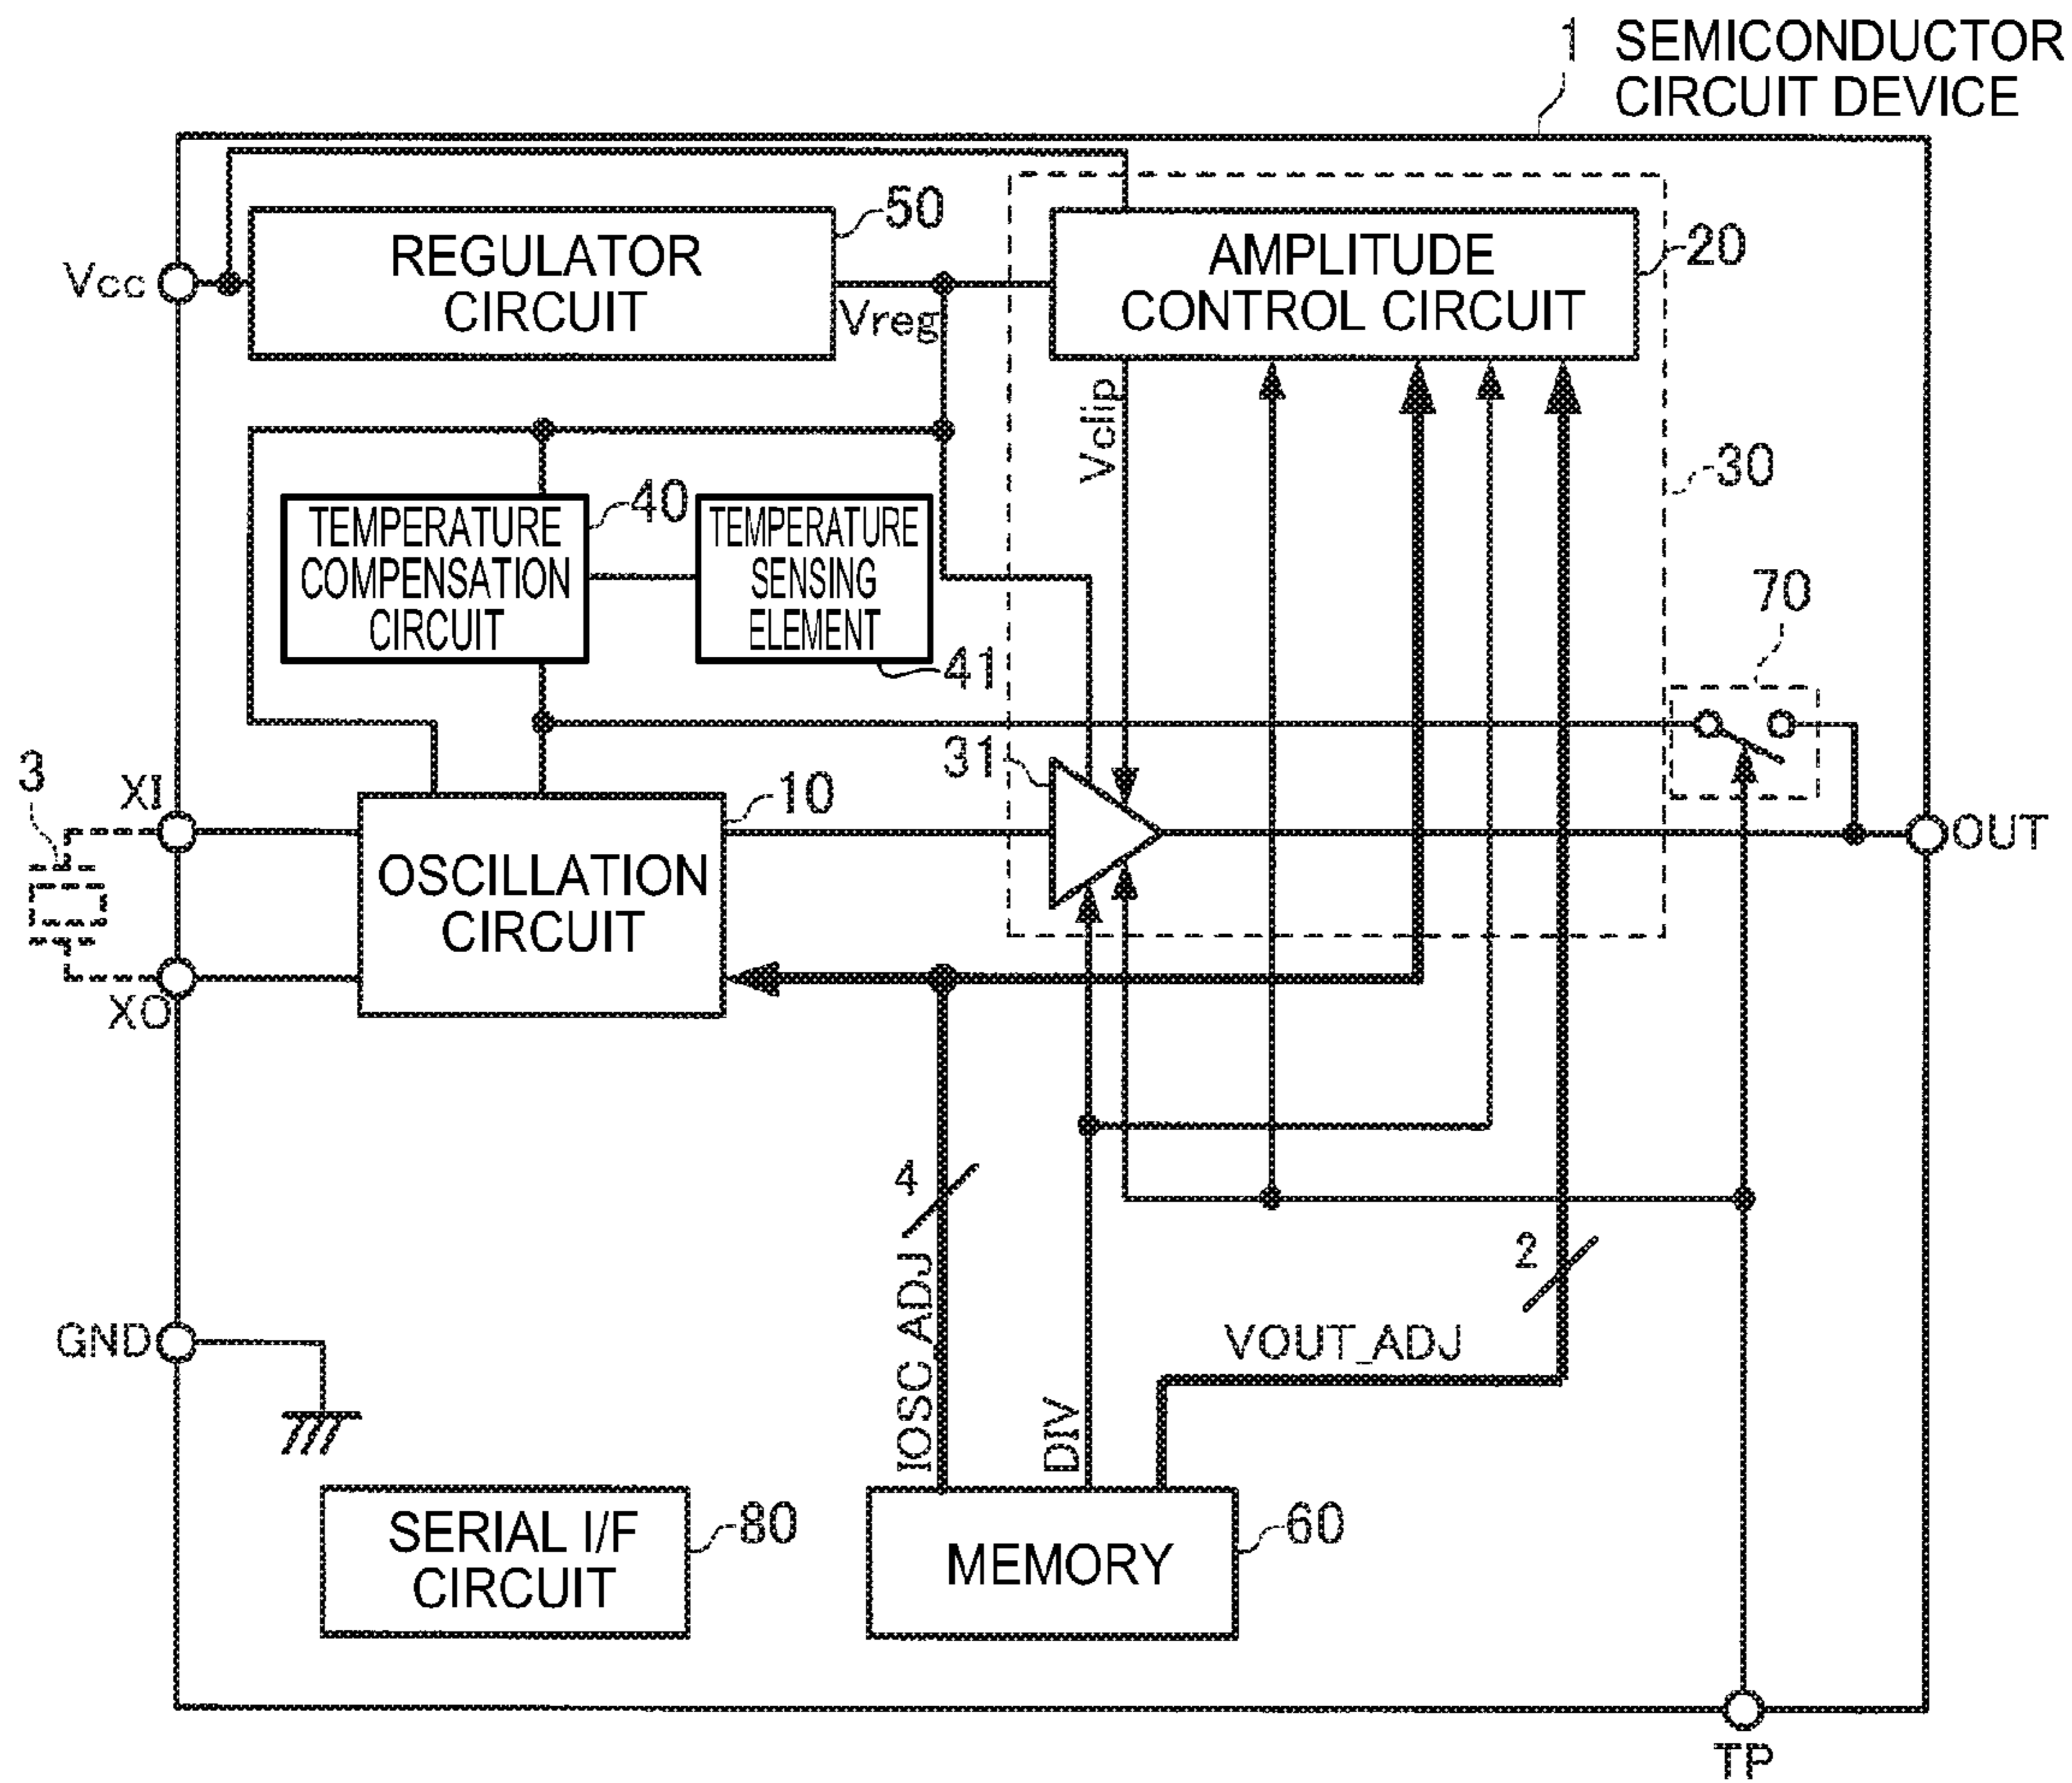 1 SEMICONDUCTOR
CIRCUIT DEVICE
50
REGULATOR
CIRCUIT
Vcc
Vreg
AMPLITUDE
CONTROL CIRCUIT
20
Vclip
30
40
TEMPERATURE
COMPENSATION
CIRCUIT
TEMPERATURE
SENSING
ELEMENT
41
70
31
3
XI
10
OSCILLATION
CIRCUIT
OUT
XO
4
2
GND
IOSC_ADJ
DIV
VOUT_ADJ
SERIAL I/F
CIRCUIT
80
MEMORY
60
TP